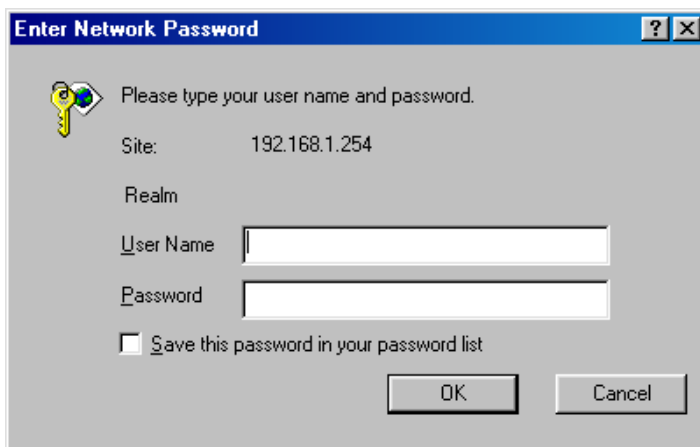 Enter Network Password
Please type your user name and password.
Site: 192.168.1.254
Realm
User Name
Password
Save this password in your password list
OK Cancel